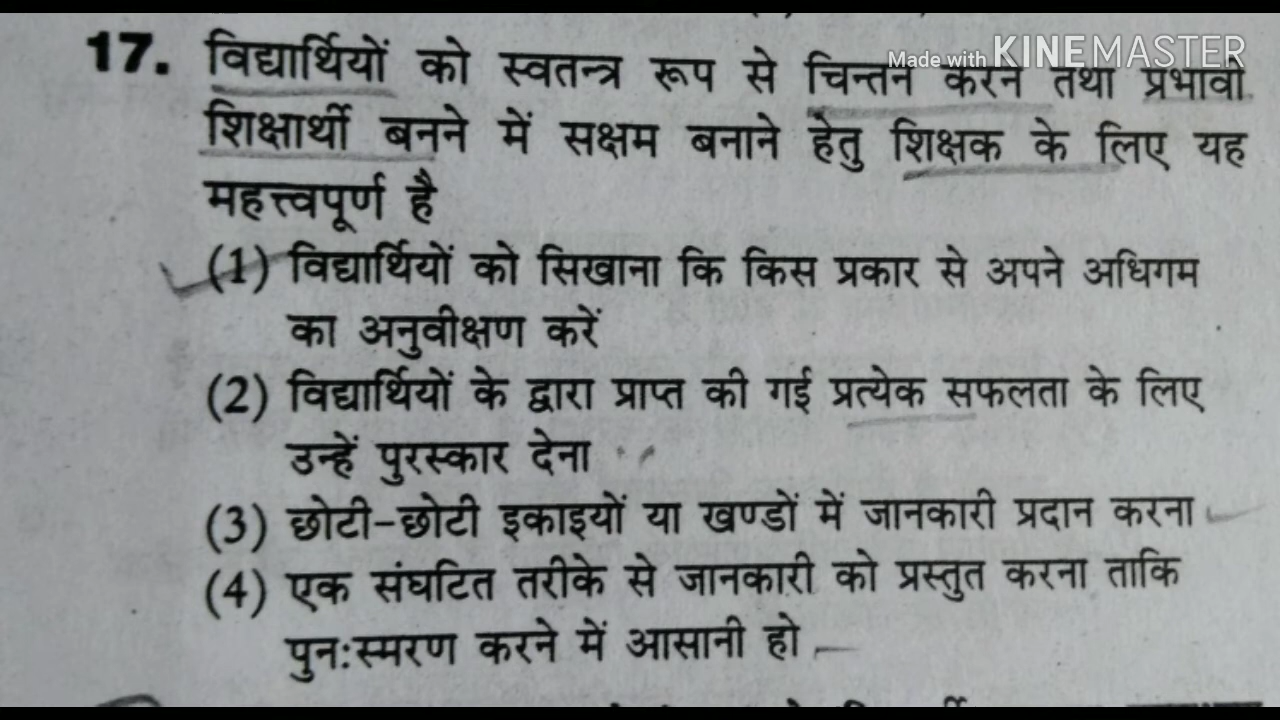 Made with KINEMASTER
17. विद्यार्थियों को स्वतन्त्र रूप से चिन्तन करने तथा प्रभावी
शिक्षार्थी बनने में सक्षम बनाने हेतु शिक्षक के लिए यह
महत्त्वपूर्ण है
(1) विद्यार्थियों को सिखाना कि किस प्रकार से अपने अधिगम
का अनुवीक्षण करें
(2) विद्यार्थियों के द्वारा प्राप्त की गई प्रत्येक सफलता के लिए
उन्हें पुरस्कार देना
(3) छोटी-छोटी इकाइयों या खण्डों में जानकारी प्रदान करना
(4) एक संघटित तरीके से जानकारी को प्रस्तुत करना ताकि
पुनःस्मरण करने में आसानी हो